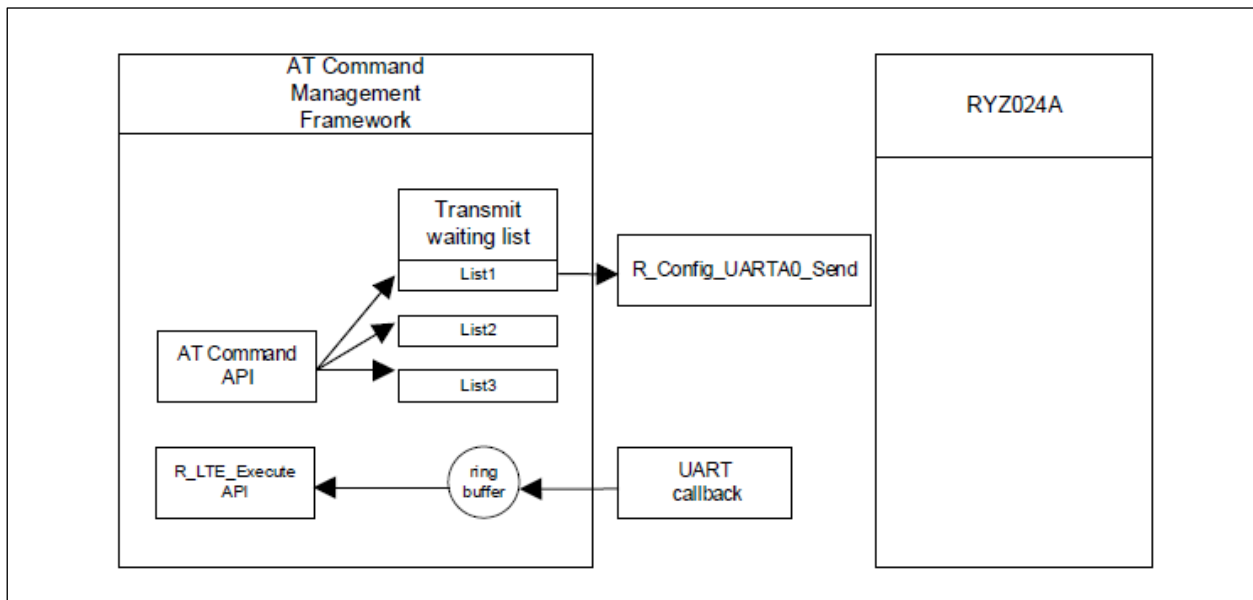 AT Command
Management
Framework
RYZ024A
Transmit
waiting list
List1
R_Config_UARTA0_Send
List2
AT Command
API
List3
R_LTE_Execute
API
ring
buffer
UART
callback